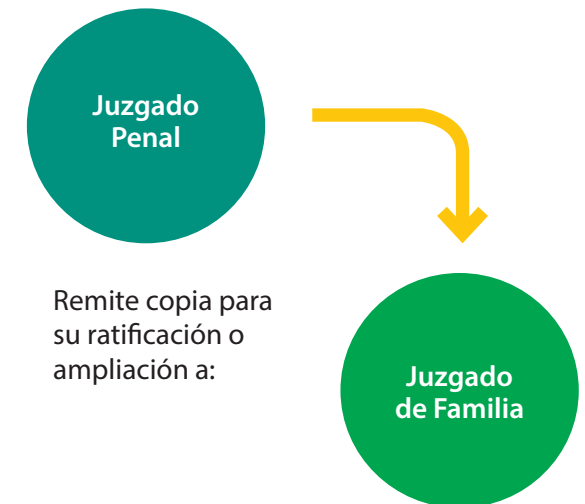 Juzgado
Penal
Remite copia para
su ratificación o
ampliación a:
Juzgado
de Familia